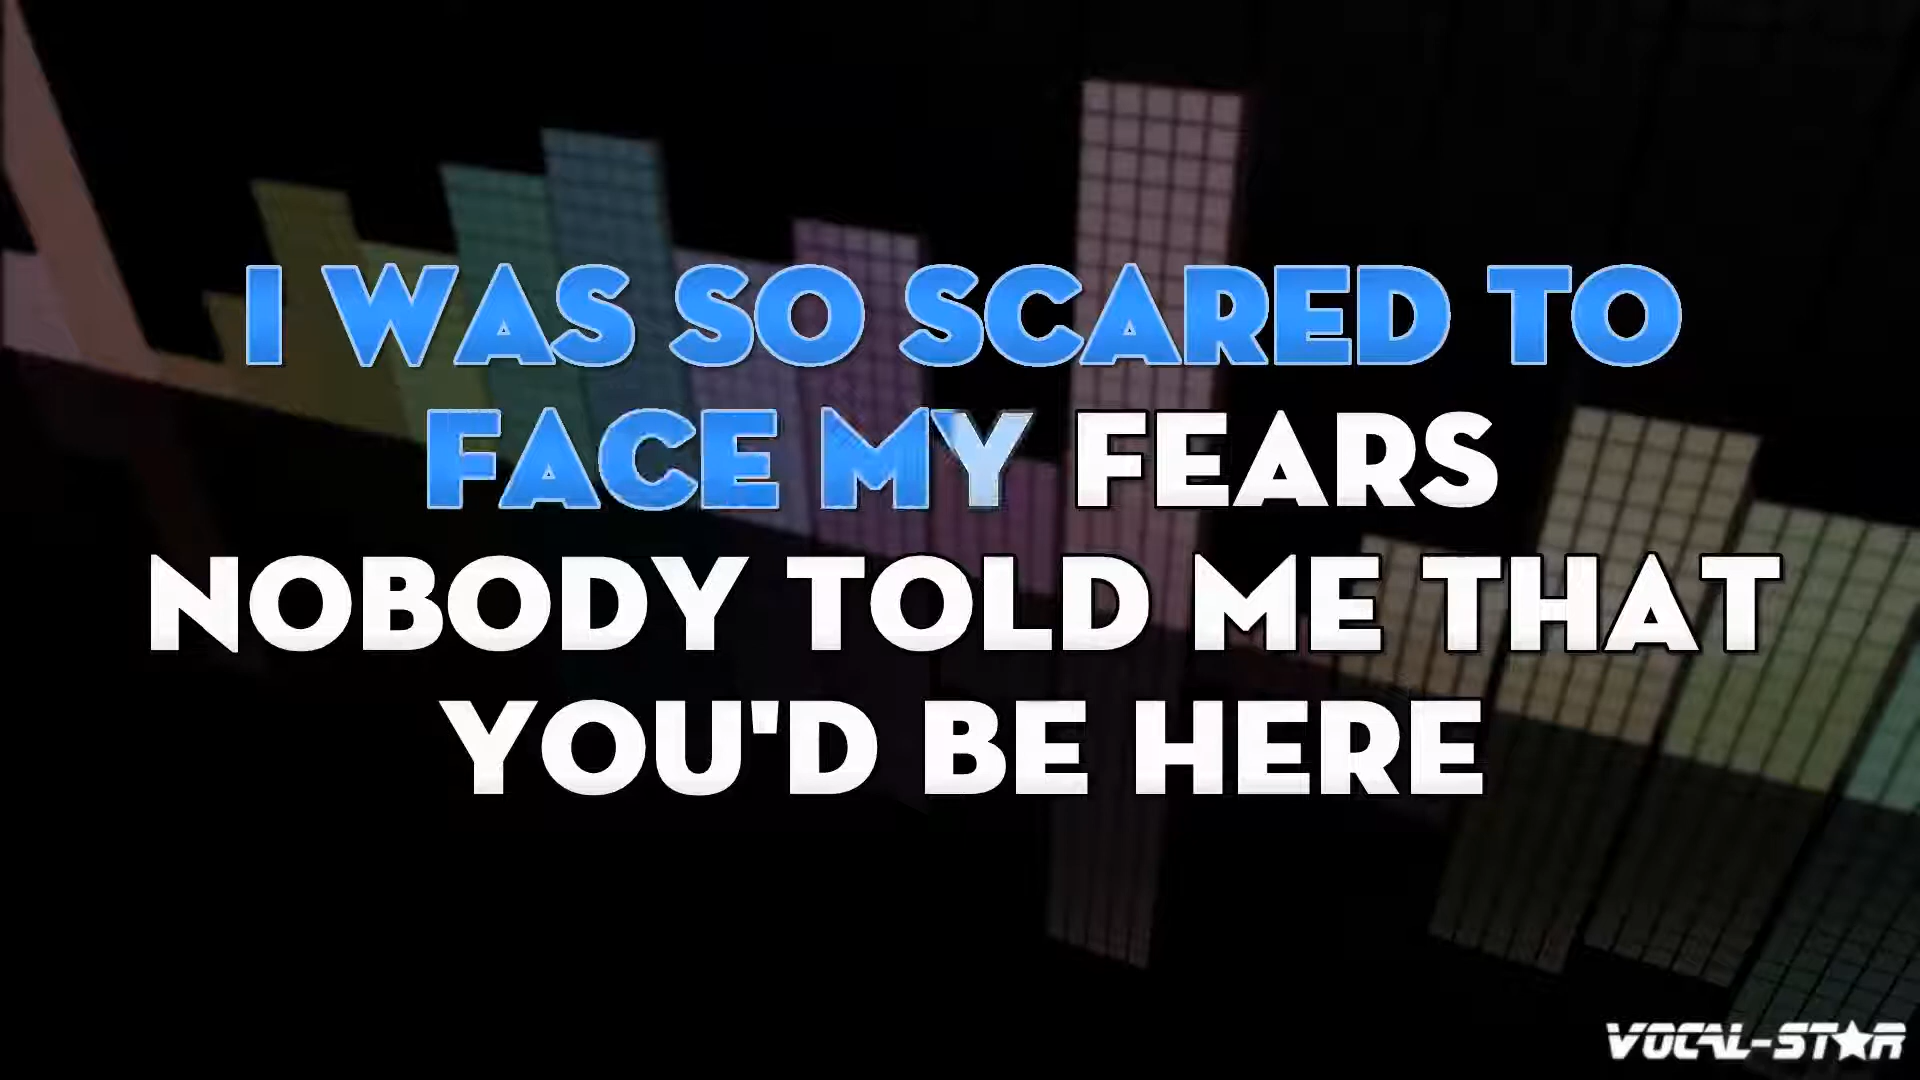 I WAS SO SCARED TO
FACE MY FEARS
NOBODY TOLD ME THAT
YOU'D BE HERE
VOCAL-STAR